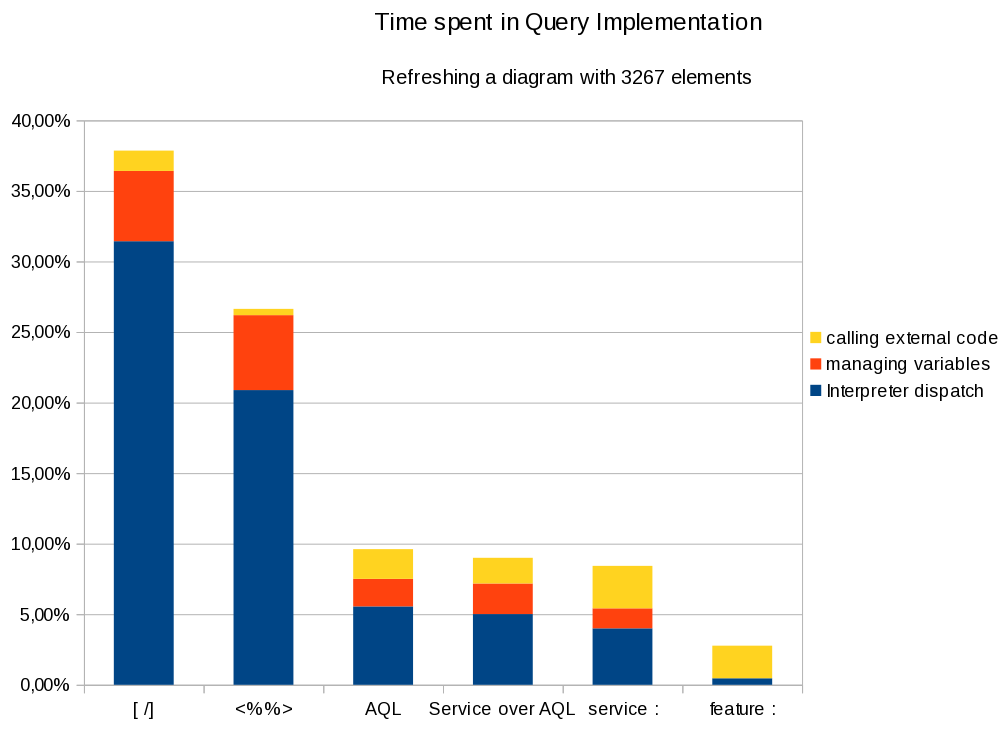 Time spent in Query Implementation
Refreshing a diagram with 3267 elements
40,00%
35,00%
30,00%
25,00%
20,00%
15,00%
10,00%
5,00%
0,00%
[ /]
<%%>
AQL
Service over AQL
service :
feature :
calling external code
managing variables
Interpreter dispatch